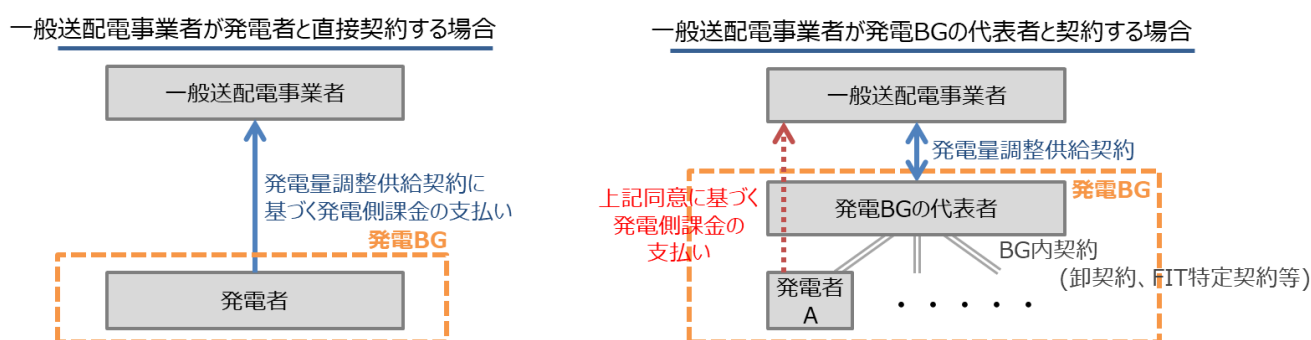 一般送配電事業者が発電者と直接契約する場合
一般送配電事業者
発電量調整供給契約に
基づく発電側課金の支払い
発電BG
発電者
一般送配電事業者が発電BGの代表者と契約する場合
一般送配電事業者
発電量調整供給契約
上記同意に基づく
発電側課金の
支払い
発電BG
発電BGの代表者
BG内契約
(卸契約、FIT特定契約等)
発電者
A
・・・・・